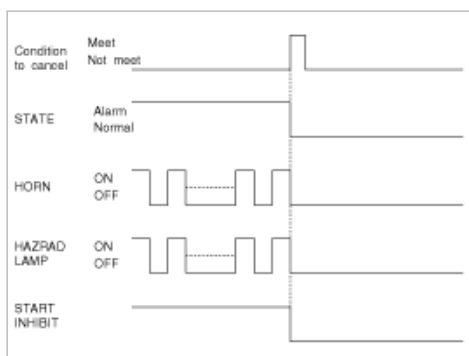 Condition to cancel
Meet
Not meet
STATE
Alarm
Normal
HORN
ON
OFF
HAZRAD LAMP
ON
OFF
START INHIBIT